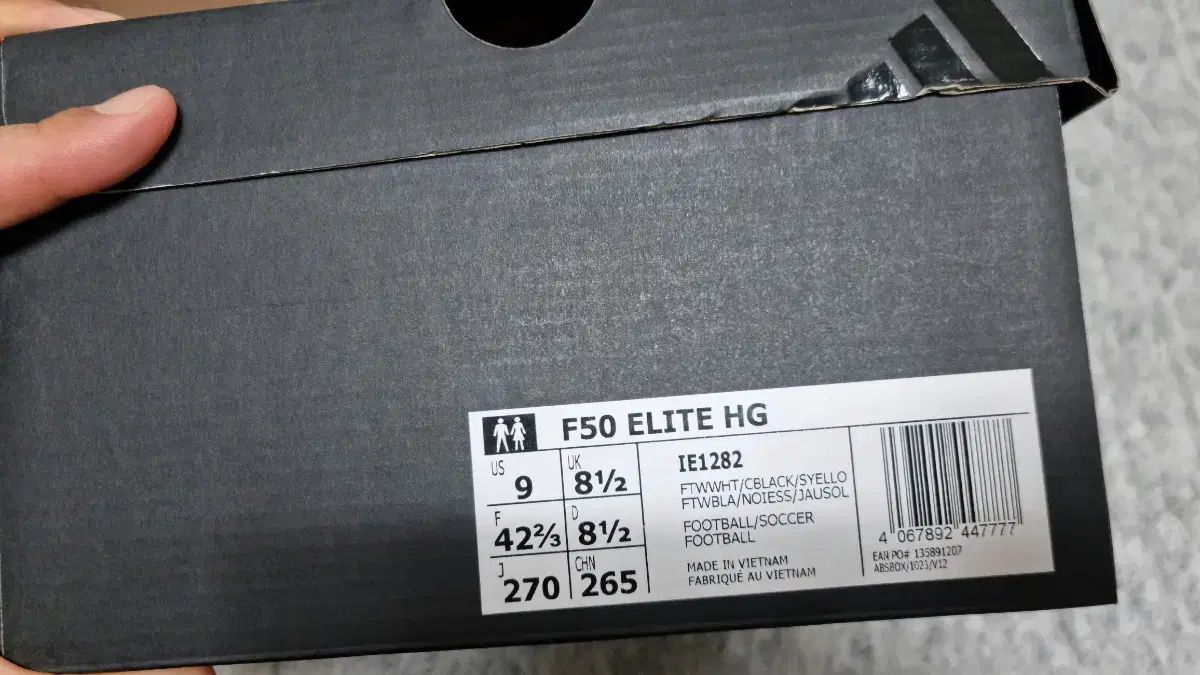 F50 ELITE HG
US 9
UK 8½
F 42⅔
D 8½
J 270
CHN 265
IE1282
FTWWHT/CBLACK/SYELLO
FTWBLA/NOIESS/JAUSOL
FOOTBALL/SOCCER
FOOTBALL
MADE IN VIETNAM
FABRIQUÉ AU VIETNAM
4 067892 447777
EAN PO# 135891207
ABSBOX/1023/V12